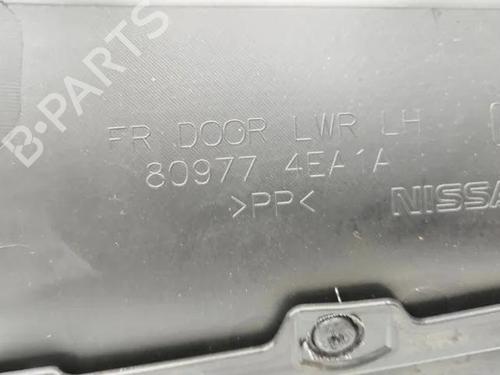 B-PARTS
FR DOOR LWR LH
80977 4EA1A
>PP<
NISSA